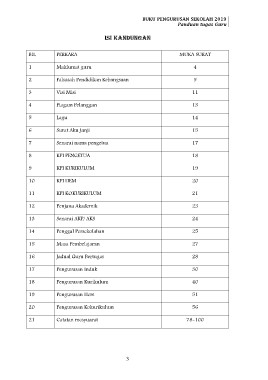 BUKU PENGURUSAN SEKOLAH 2019
Panduan tugas Guru
ISI KANDUNGAN
BIL PERKARA MUKA SURAT
1 Maklumat guru 4
2 Falsafah Pendidikan Kebangsaan 9
3 Visi Misi 11
4 Piagam Pelanggan 13
5 Lagu 14
6 Surat Aku Janji 15
7 Senarai nama pengetua 17
8 KPI PENGETUA 18
9 KPI KURIKULUM 19
10 KPI HEM 20
11 KPI KOKURIKULUM 21
12 Penjana Akademik 23
13 Senarai AKP/ AKS 24
14 Penggal Persekolahan 25
15 Masa Pembelajaran 27
16 Jadual Guru Bertugas 28
17 Pengurusan Induk 30
18 Pengurusan Kurikulum 40
19 Pengurusan Hem 51
20 Pengurusan Kokurikulum 56
21 Catatan mesyuarat 78-100
3